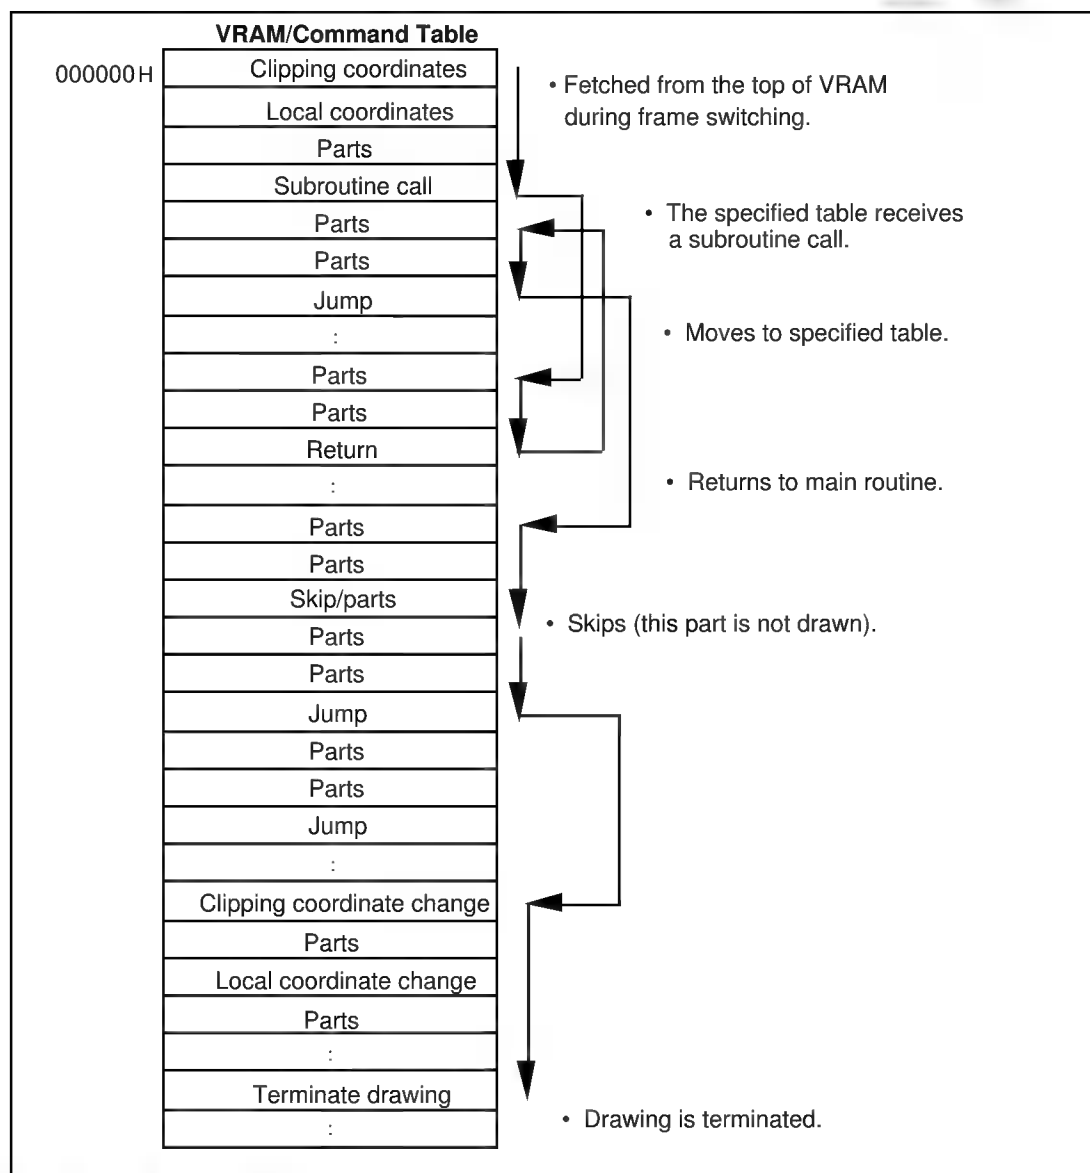 VRAM/Command Table
000000H
Clipping coordinates
Local coordinates
Parts
Subroutine call
Parts
Parts
Jump
:
Parts
Parts
Return
:
Parts
Parts
Skip/parts
Parts
Parts
Jump
Parts
Parts
Jump
:
Clipping coordinate change
Parts
Local coordinate change
Parts
:
Terminate drawing
:
• Fetched from the top of VRAM
during frame switching.
• The specified table receives
a subroutine call.
• Moves to specified table.
• Returns to main routine.
• Skips (this part is not drawn).
• Drawing is terminated.